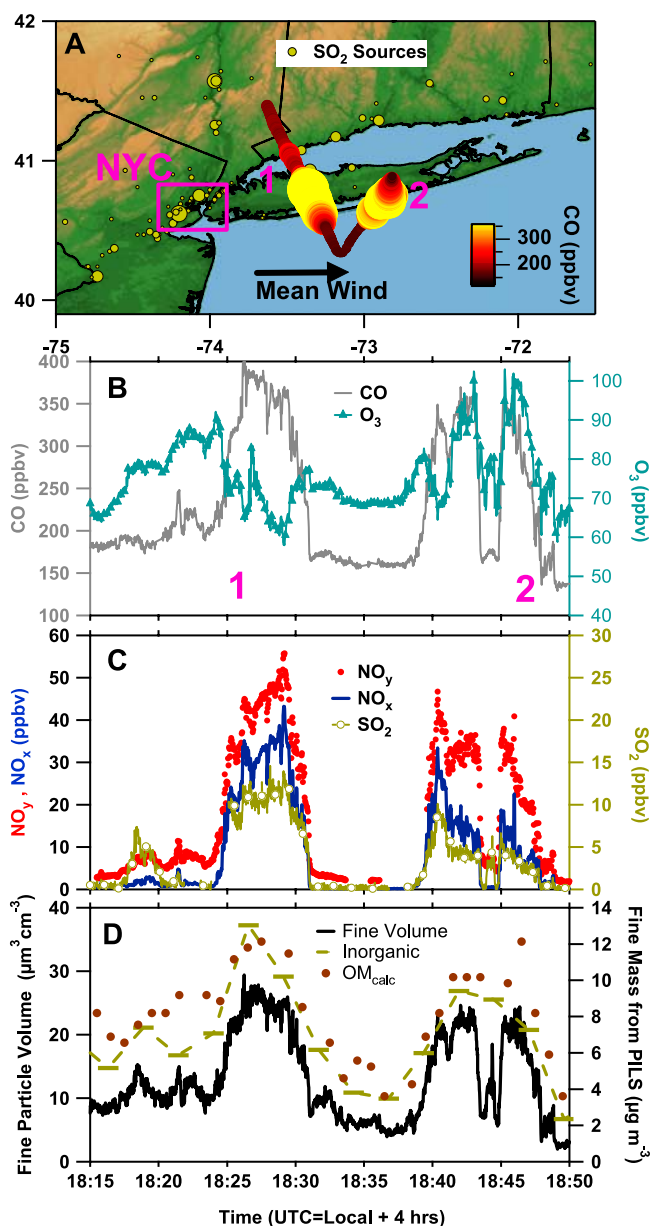 42
A
SO2 Sources
NYC
1
2
41
40
CO (ppbv)
300
200
Mean Wind
-75
-74
-73
-72
B
CO
O3
400
350
300
250
200
150
100
CO (ppbv)
100
90
80
70
60
50
40
O3 (ppbv)
1
2
C
NOy
NOx
SO2
60
50
40
30
20
10
0
NOy , NOx (ppbv)
30
25
20
15
10
5
0
SO2 (ppbv)
D
Fine Volume
Inorganic
OMcalc
40
30
20
10
0
Fine Particle Volume (µm3cm-3)
14
12
10
8
6
4
2
0
Fine Mass from PILS (µg m-3)
18:15
18:20
18:25
18:30
18:35
18:40
18:45
18:50
Time (UTC=Local + 4 hrs)